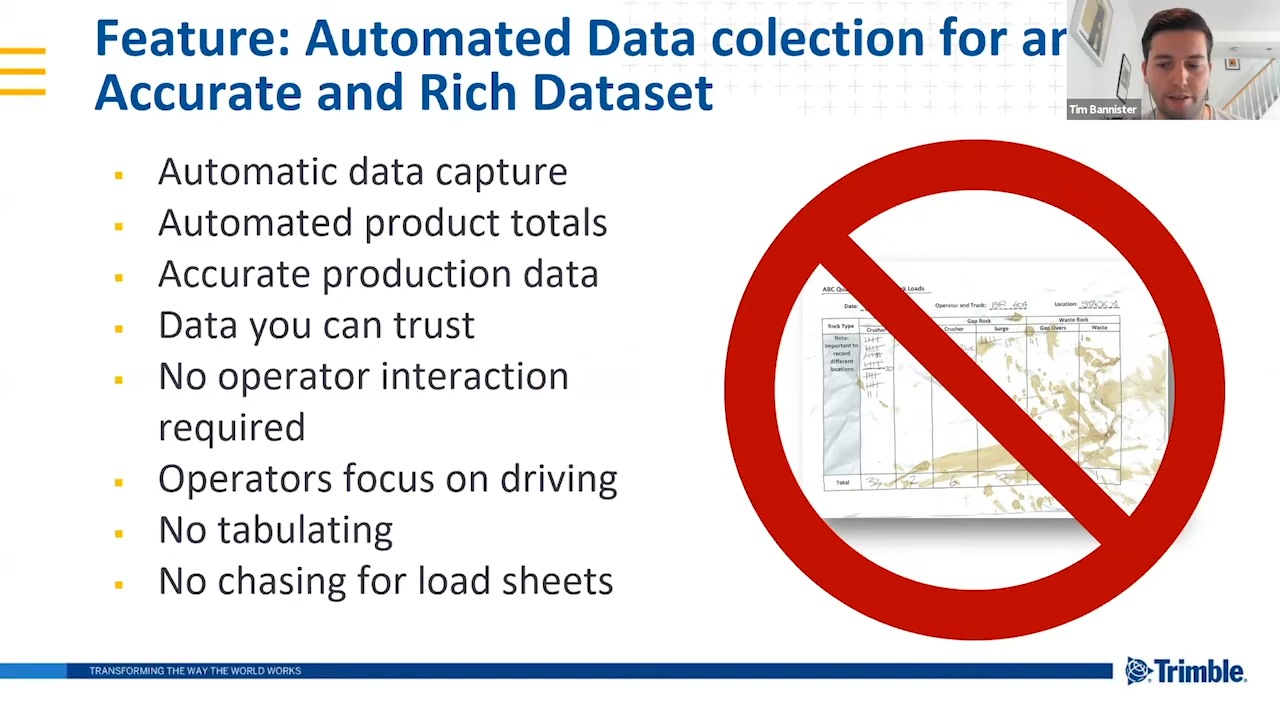 Feature: Automated Data colection for an
Accurate and Rich Dataset
Tim Bannister
Automatic data capture
Automated product totals
Accurate production data
Data you can trust
No operator interaction
required
Operators focus on driving
No tabulating
No chasing for load sheets
ABC Loads
Date: Operator and Truck: Location:
Gap Rock Waste Rock
Rock Type Crusher Crusher Surge Gap Overs Waste
Note:
Important to
record
different
locations
Total
TRANSFORMING THE WAY THE WORLD WORKS
Trimble